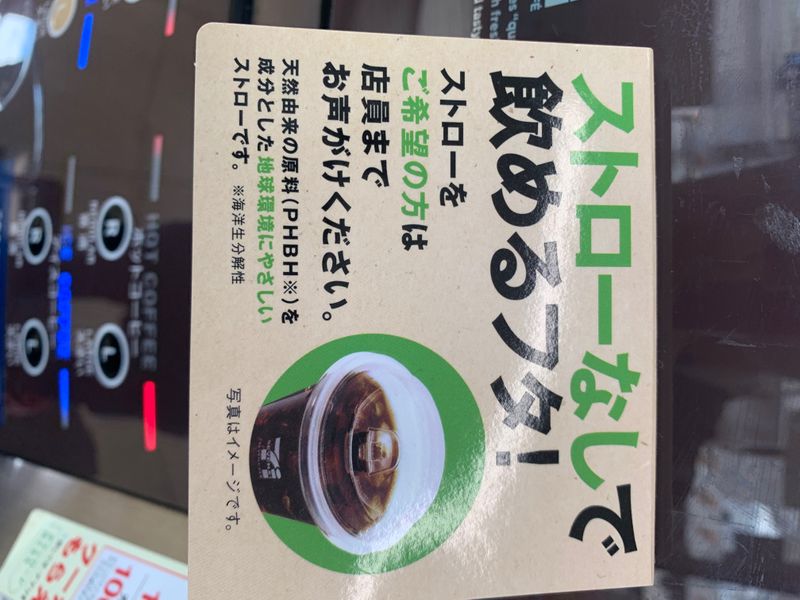 ストローなしで
飲めるフタ!
ストローを
ご希望の方は
店員まで
お声がけください。
天然由来の原料(PHBH※)を
成分とした地球環境にやさしい
ストローです。 ※海洋生分解性
写真はイメージです。
HOT COFFEE
ホットコーヒー
R
L
R
L